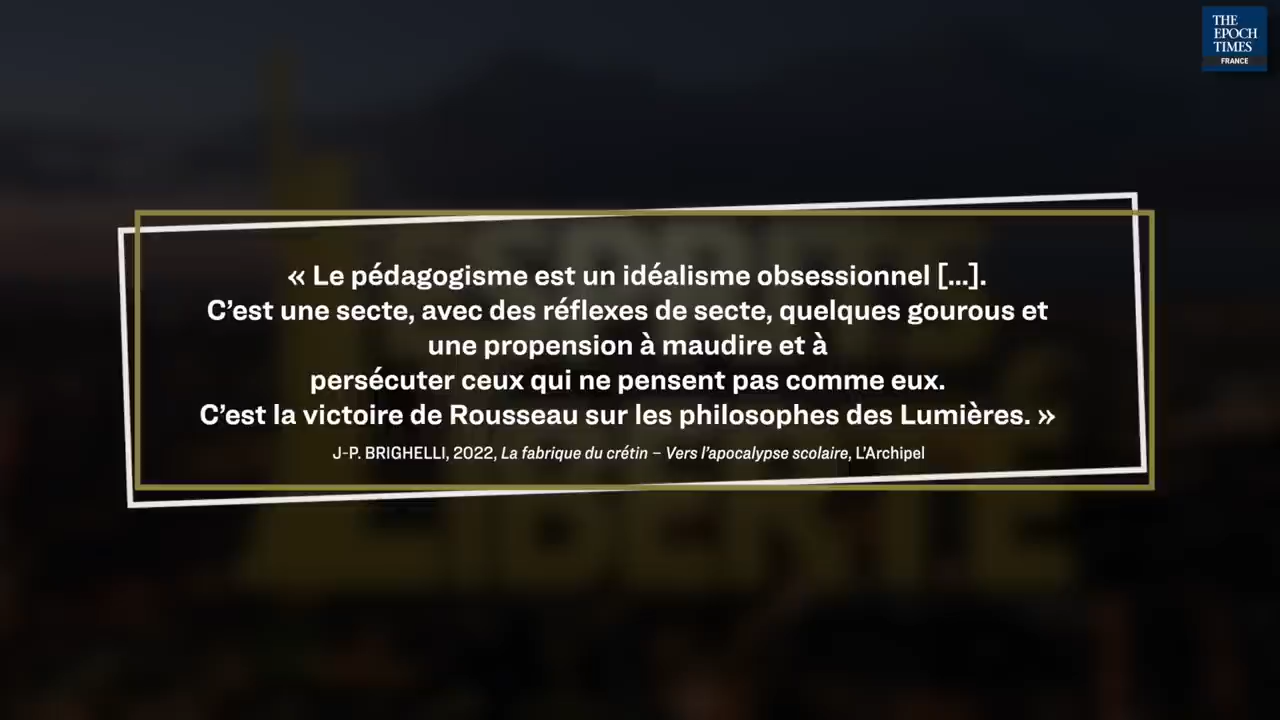 THE
EPOCH
TIMES
FRANCE
« Le pédagogisme est un idéalisme obsessionnel [...].
C’est une secte, avec des réflexes de secte, quelques gourous et
une propension à maudire et à
persécuter ceux qui ne pensent pas comme eux.
C’est la victoire de Rousseau sur les philosophes des Lumières. »
J-P. BRIGHELLI, 2022, La fabrique du crétin – Vers l’apocalypse scolaire, L’Archipel
LIBERTÉ